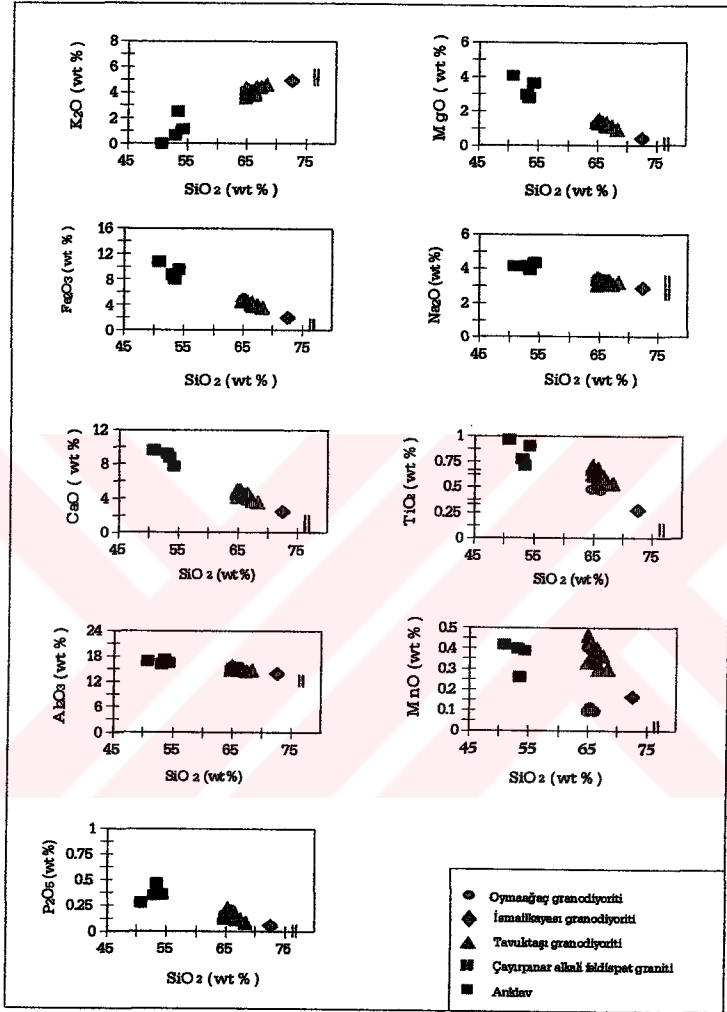 8
6
4
2
0
K₂O (wt %)
45 55 65 75
SiO₂ (wt %)
6
4
2
0
MgO (wt %)
45 55 65 75
SiO₂ (wt %)
16
12
8
4
0
Fe₂O₃ (wt %)
45 55 65 75
SiO₂ (wt %)
6
4
2
0
Na₂O (wt%)
45 55 65 75
SiO₂ (wt %)
12
8
4
0
CaO (wt %)
45 55 65 75
SiO₂ (wt%)
1
0.75
0.5
0.25
0
TiO₂ (wt %)
45 55 65 75
SiO₂ (wt %)
24
18
12
6
0
Al₂O₃ (wt %)
45 55 65 75
SiO₂ (wt%)
0.5
0.4
0.3
0.2
0.1
0
MnO (wt %)
45 55 65 75
SiO₂ (wt %)
1
0.75
0.5
0.25
0
P₂O₅ (wt%)
45 55 65 75
SiO₂ (wt %)
Oymaağaç granodiyoriti
İsmailkayası granodiyoriti
Tavuktaşı granodiyoriti
Çayırpınar alkali feldispat graniti
Anklav